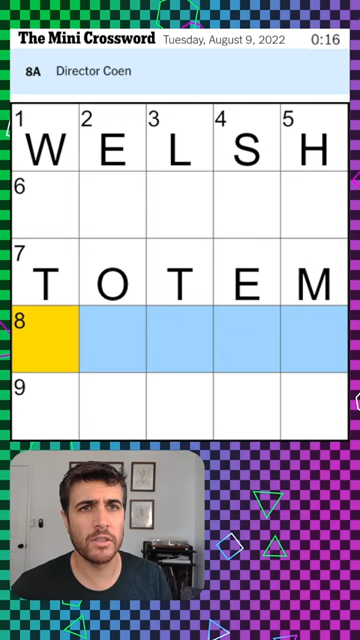 The Mini Crossword Tuesday, August 9, 2022 0:16
8A Director Coen
1 2 3 4 5
W E L S H
6
7
T O T E M
8
9